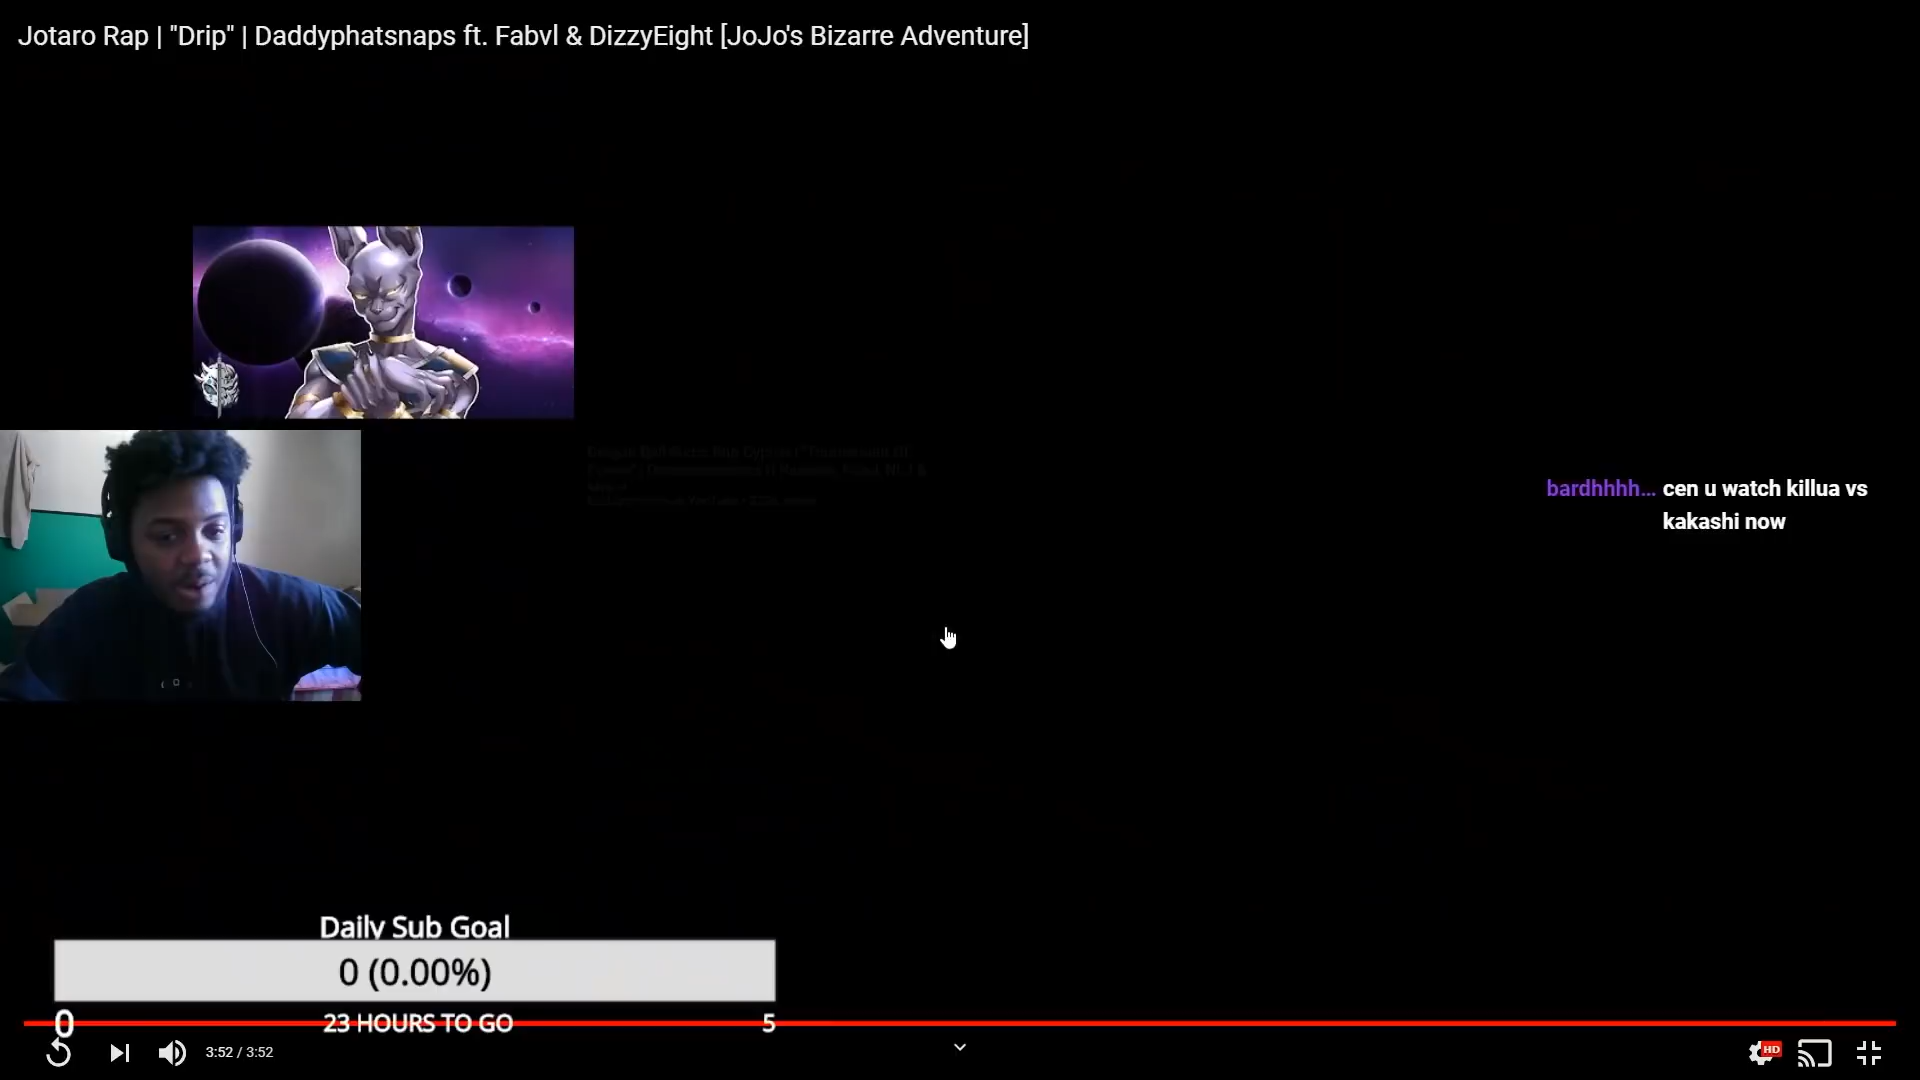 Jotaro Rap | "Drip" | Daddyphatsnaps ft. Fabvl & DizzyEight [JoJo's Bizarre Adventure]
bardhhhh... cen u watch killua vs
kakashi now
Daily Sub Goal
0 (0.00%)
0 23 HOURS TO GO 5
3:52 / 3:52
HD